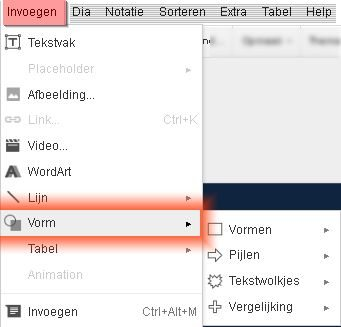 Invoegen Dia Notatie Sorteren Extra Tabel Help
Tekstvak
Placeholder
Afbeelding...
Link... Ctrl+K
Video...
WordArt
Lijn
Vorm
Vormen
Tabel
Pijlen
Animation
Tekstwolkjes
Vergelijking
Invoegen Ctrl+Alt+M